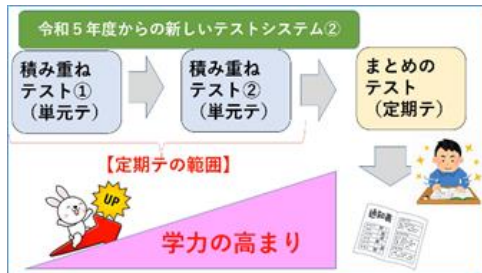 令和５年度からの新しいテストシステム②
積み重ね
テスト①
（単元テ）
積み重ね
テスト②
（単元テ）
まとめの
テスト
（定期テ）
【定期テの範囲】
UP
学力の高まり
通知表